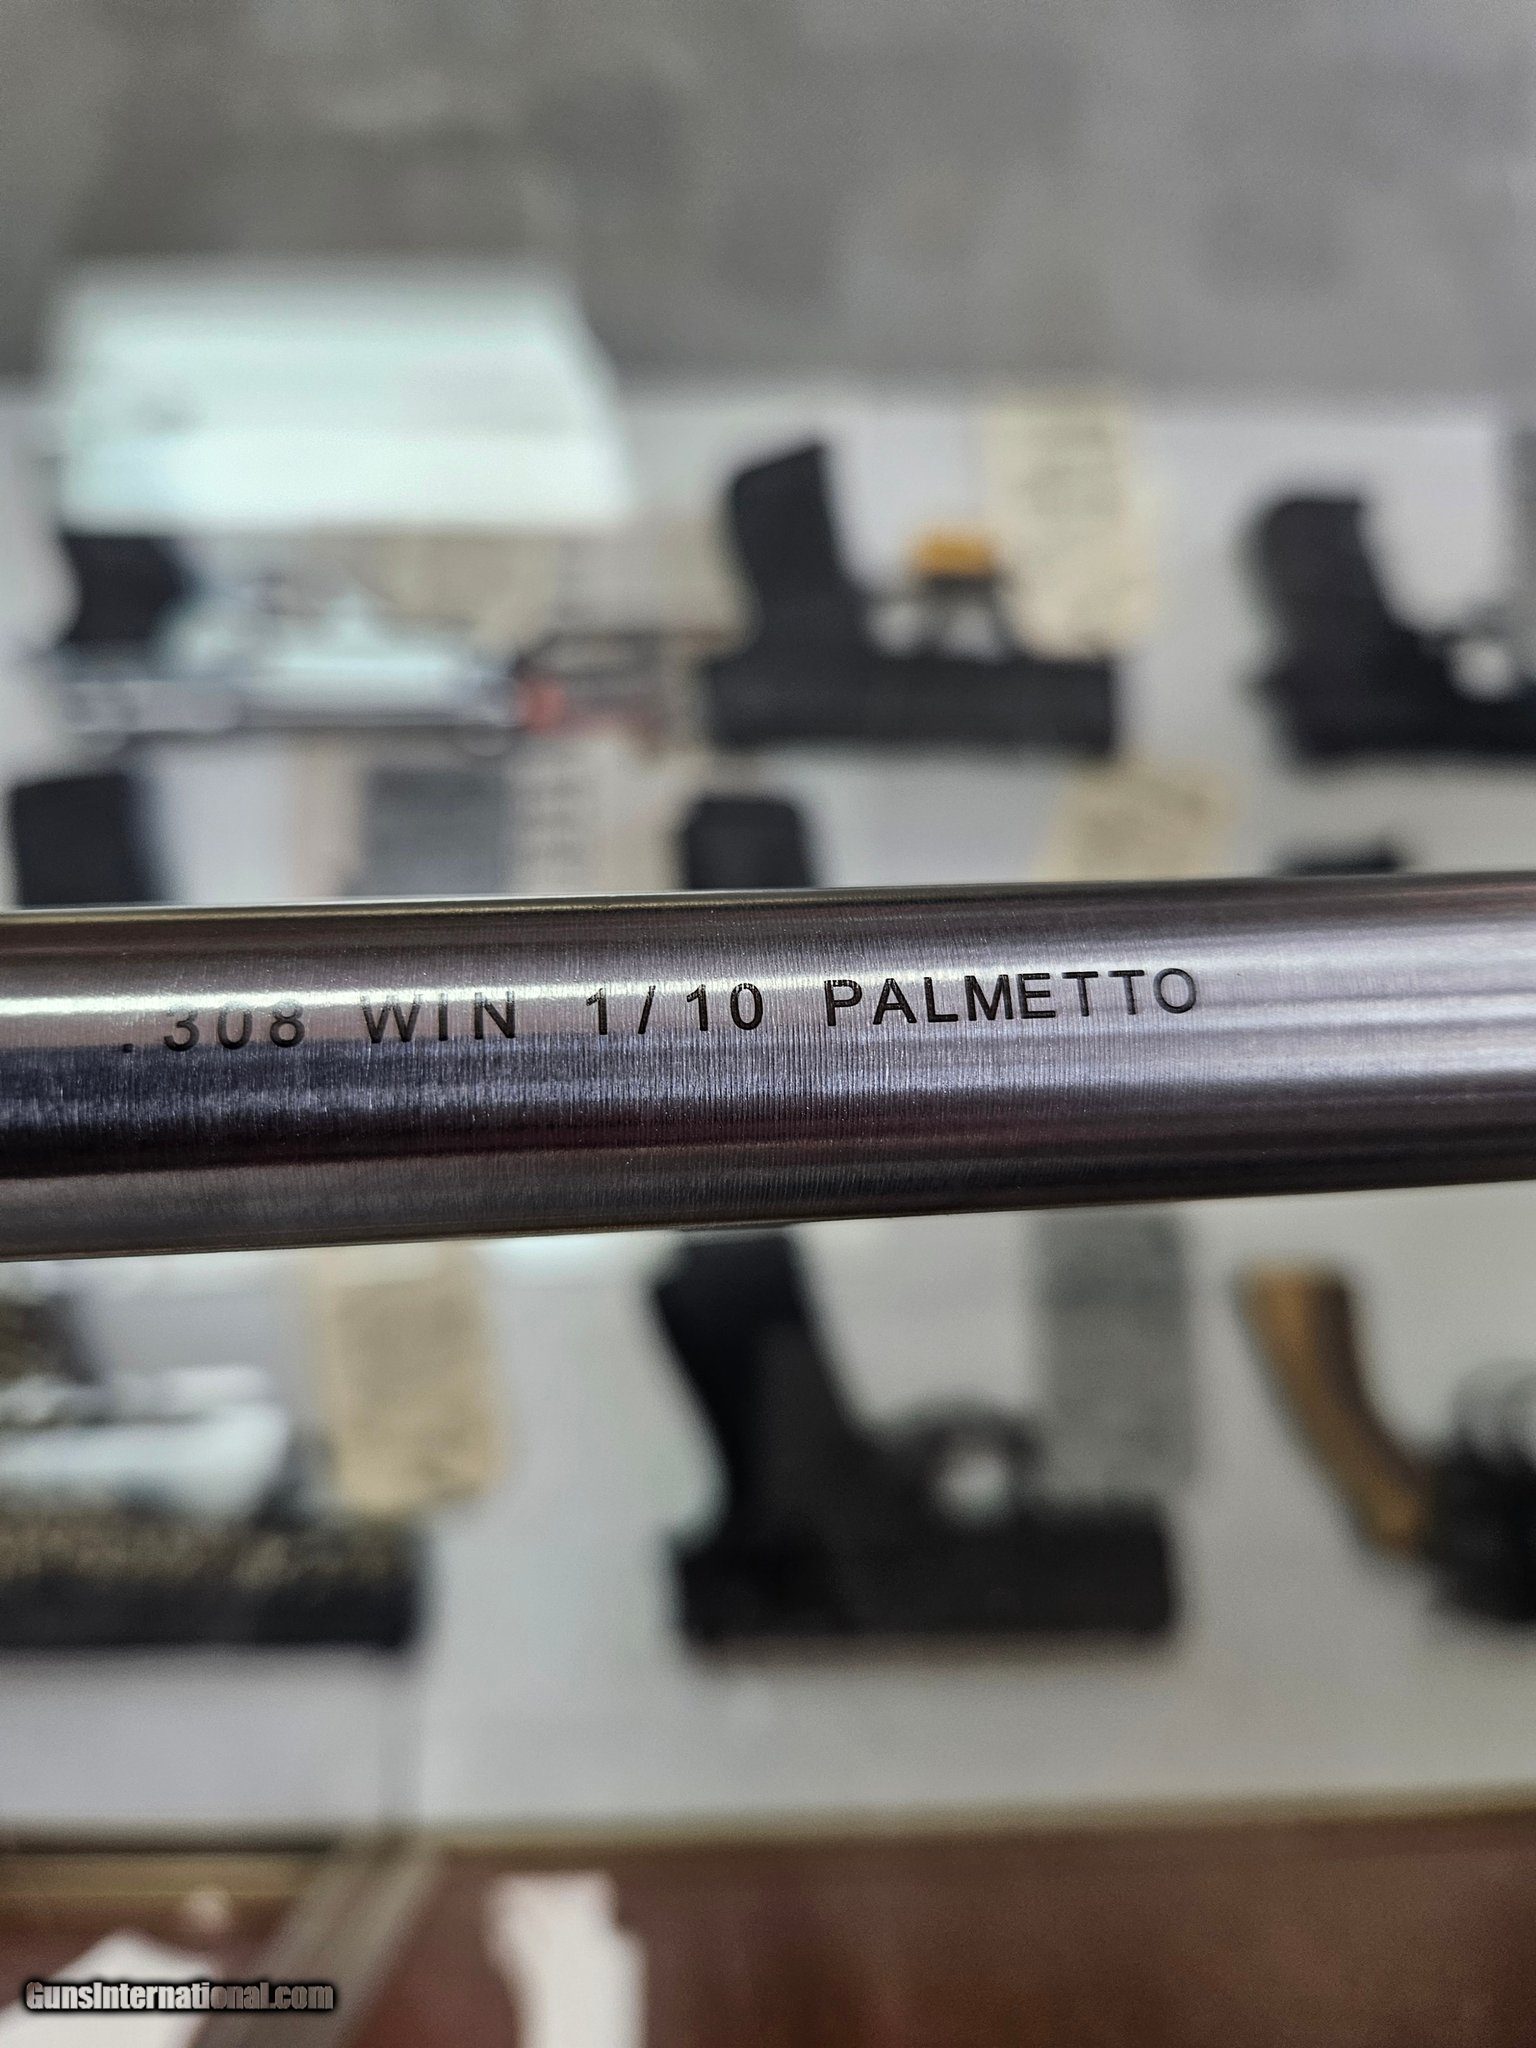 .308 WIN 1/10 PALMETTO
GunsInternational.com